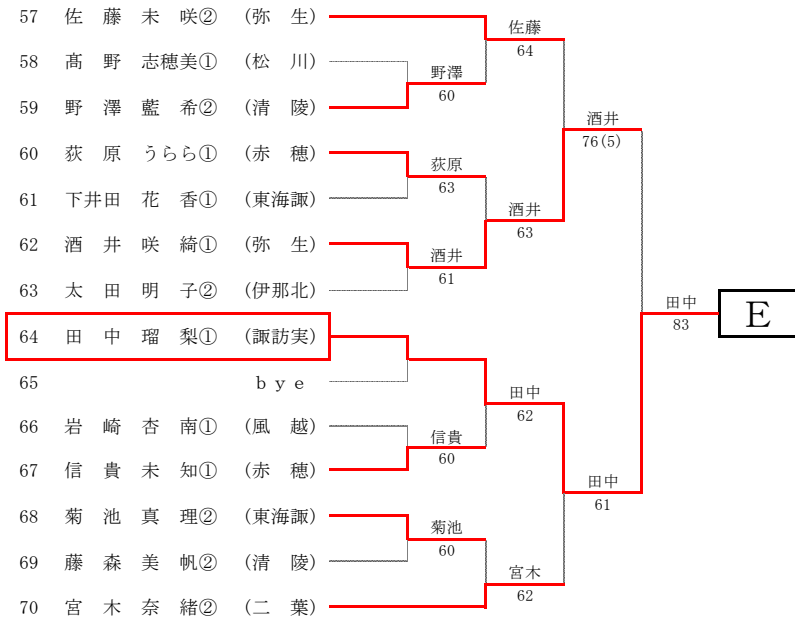 57 佐 藤 未 咲② (弥 生)
佐藤
64
58 髙 野 志穂美① (松 川)
野澤
60
59 野 澤 藍 希② (清 陵)
酒井
76(5)
60 荻 原 うらら① (赤 穂)
荻原
63
61 下井田 花 香① (東海諏)
酒井
63
62 酒 井 咲 綺① (弥 生)
酒井
61
63 太 田 明 子② (伊那北)
田中
83
E
64 田 中 瑠 梨① (諏訪実)
65 bye
田中
62
66 岩 崎 杏 南① (風 越)
信貴
60
67 信 貴 未 知① (赤 穂)
田中
61
68 菊 池 真 理② (東海諏)
菊池
60
69 藤 森 美 帆② (清 陵)
宮木
62
70 宮 木 奈 緒② (二 葉)